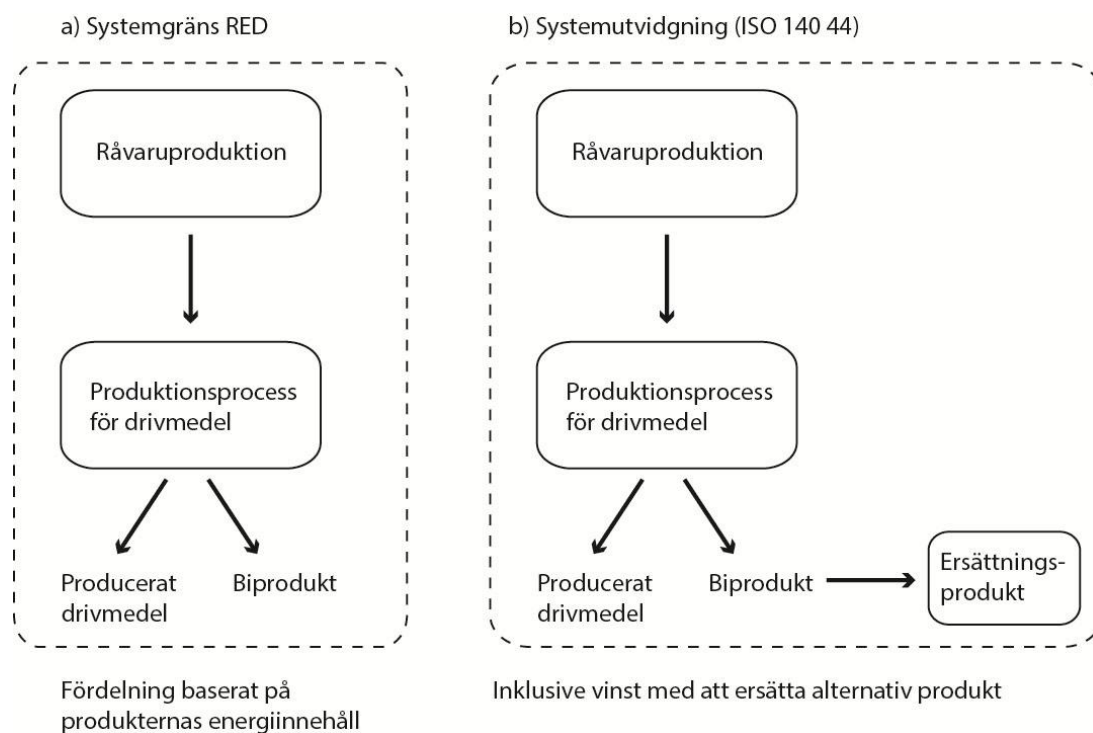 a) Systemgräns RED
Råvaruproduktion
Produktionsprocess
för drivmedel
Producerat
drivmedel
Biprodukt
Fördelning baserat på
produkternas energiinnehåll
b) Systemutvidgning (ISO 140 44)
Råvaruproduktion
Produktionsprocess
för drivmedel
Producerat
drivmedel
Biprodukt
Ersättnings-
produkt
Inklusive vinst med att ersätta alternativ produkt